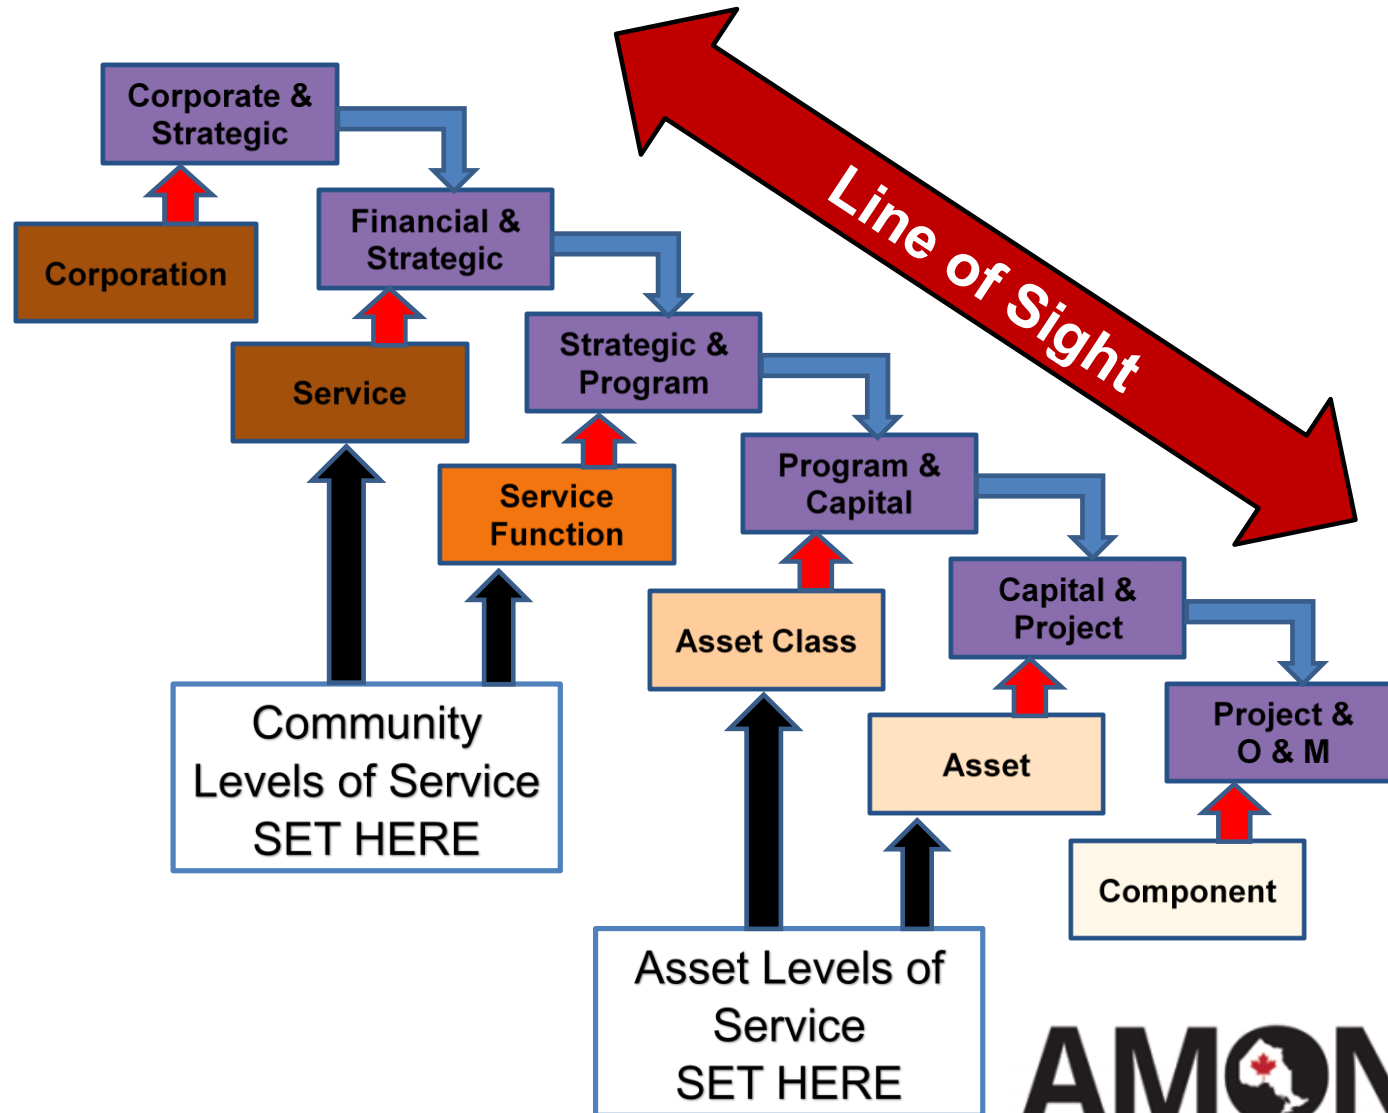 Corporate &
Strategic
Corporation
Financial &
Strategic
Service
Strategic &
Program
Service
Function
Program &
Capital
Asset Class
Capital &
Project
Asset
Project &
O & M
Component
Line of Sight
Community
Levels of Service
SET HERE
Asset Levels of
Service
SET HERE
AMON